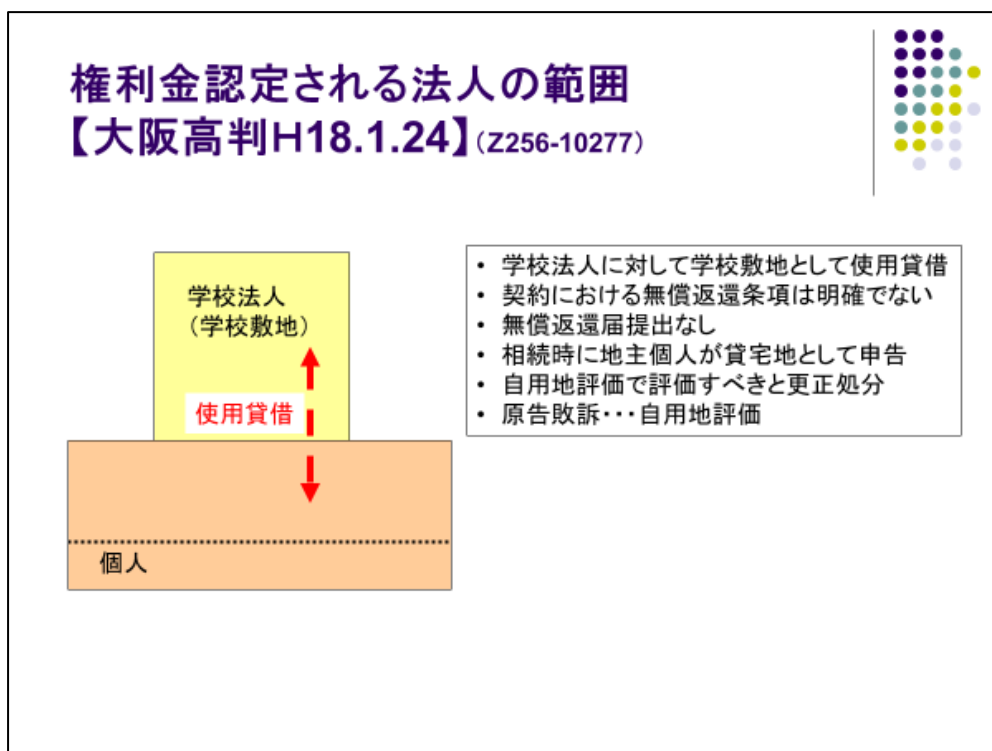 権利金認定される法人の範囲
【大阪高判H18.1.24】(Z256-10277)
学校法人
(学校敷地)
使用貸借
個人
• 学校法人に対して学校敷地として使用貸借
• 契約における無償返還条項は明確でない
• 無償返還届提出なし
• 相続時に地主個人が貸宅地として申告
• 自用地評価で評価すべきと更正処分
• 原告敗訴･･･自用地評価